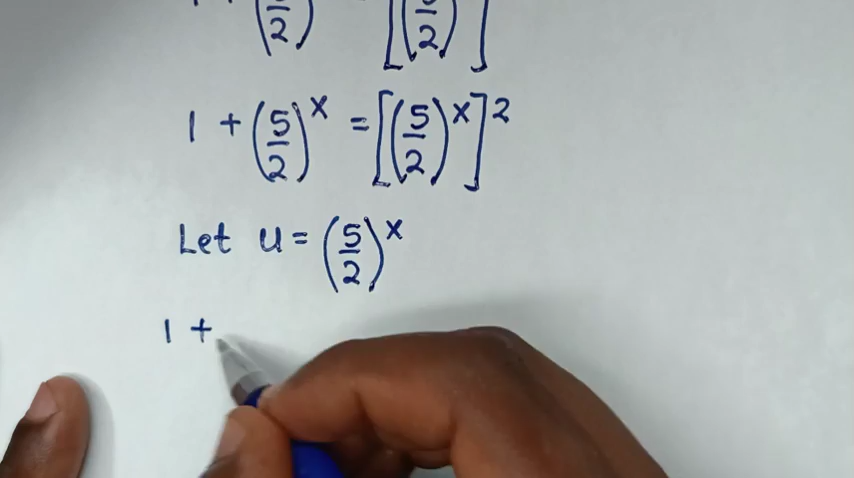 1 + (5/2)^x = [(5/2)^x]^2
Let u = (5/2)^x
1 +